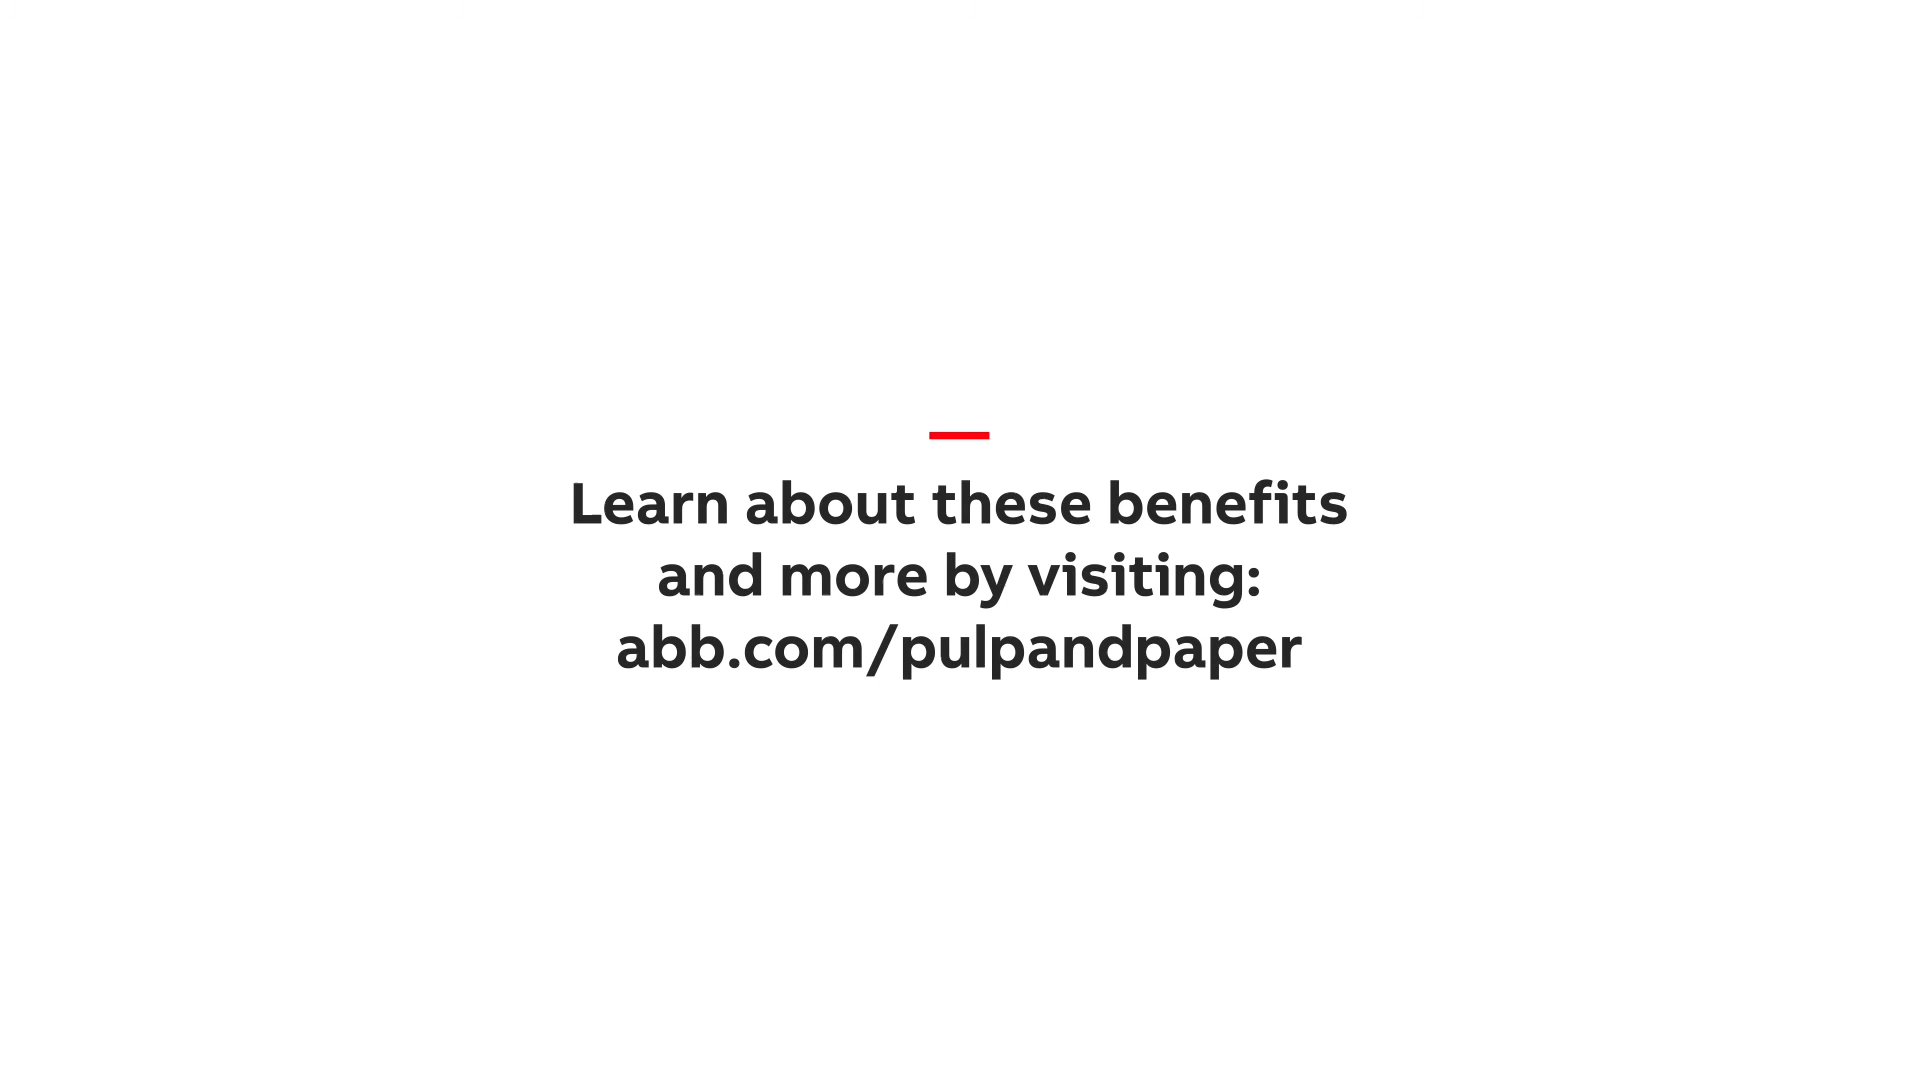 Learn about these benefits
and more by visiting:
abb.com/pulpandpaper